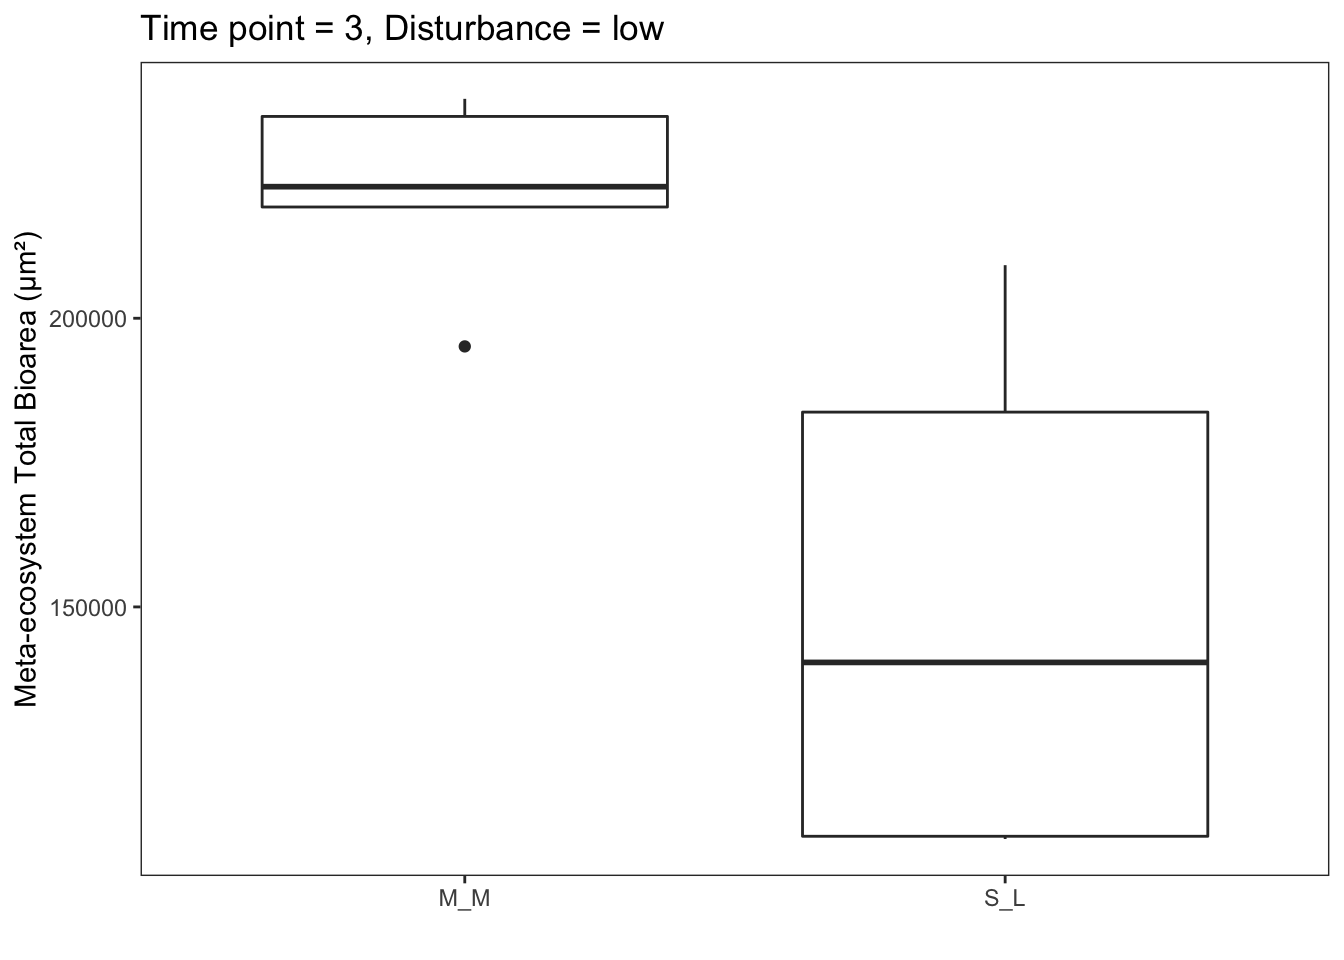 Time point = 3, Disturbance = low
Meta-ecosystem Total Bioarea (μm²)
200000
150000
M_M
S_L